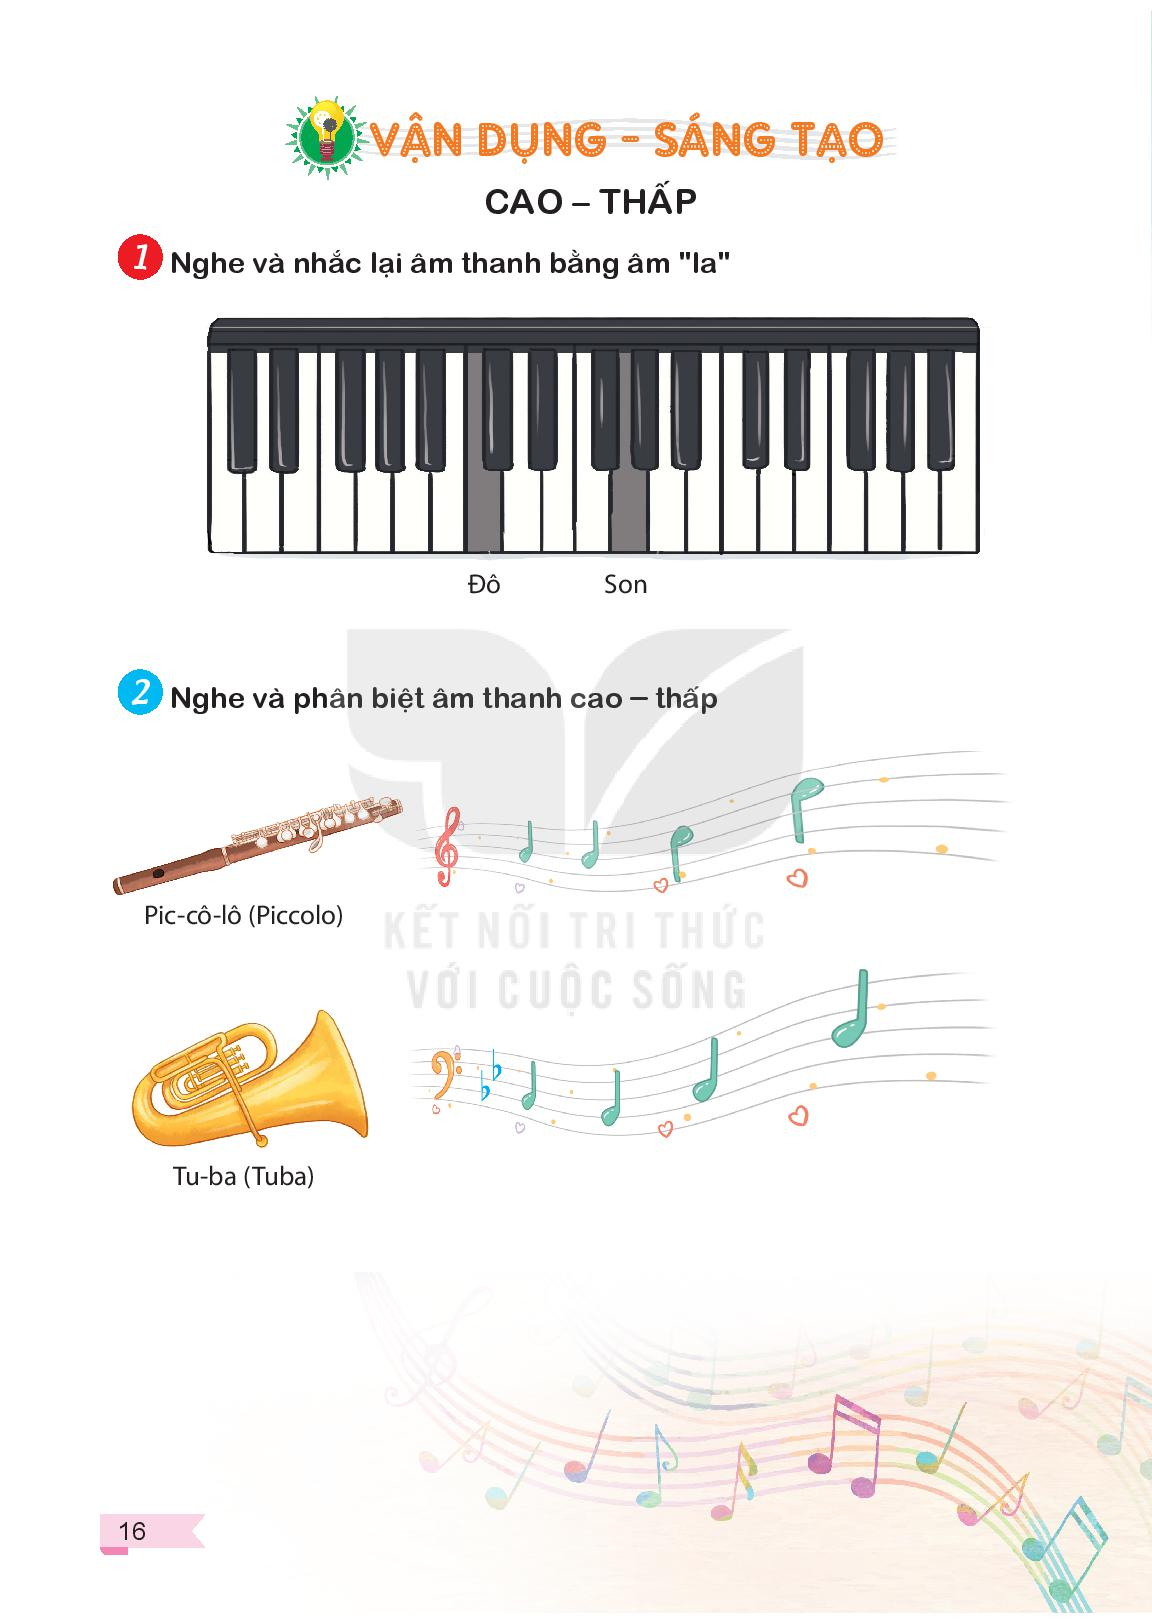 VẬN DỤNG – SÁNG TẠO
CAO – THẤP
1 Nghe và nhắc lại âm thanh bằng âm "la"
Đô Son
2 Nghe và phân biệt âm thanh cao – thấp
Pic-cô-lô (Piccolo)
KẾT NỐI TRI THỨC
VỚI CUỘC SỐNG
Tu-ba (Tuba)
16